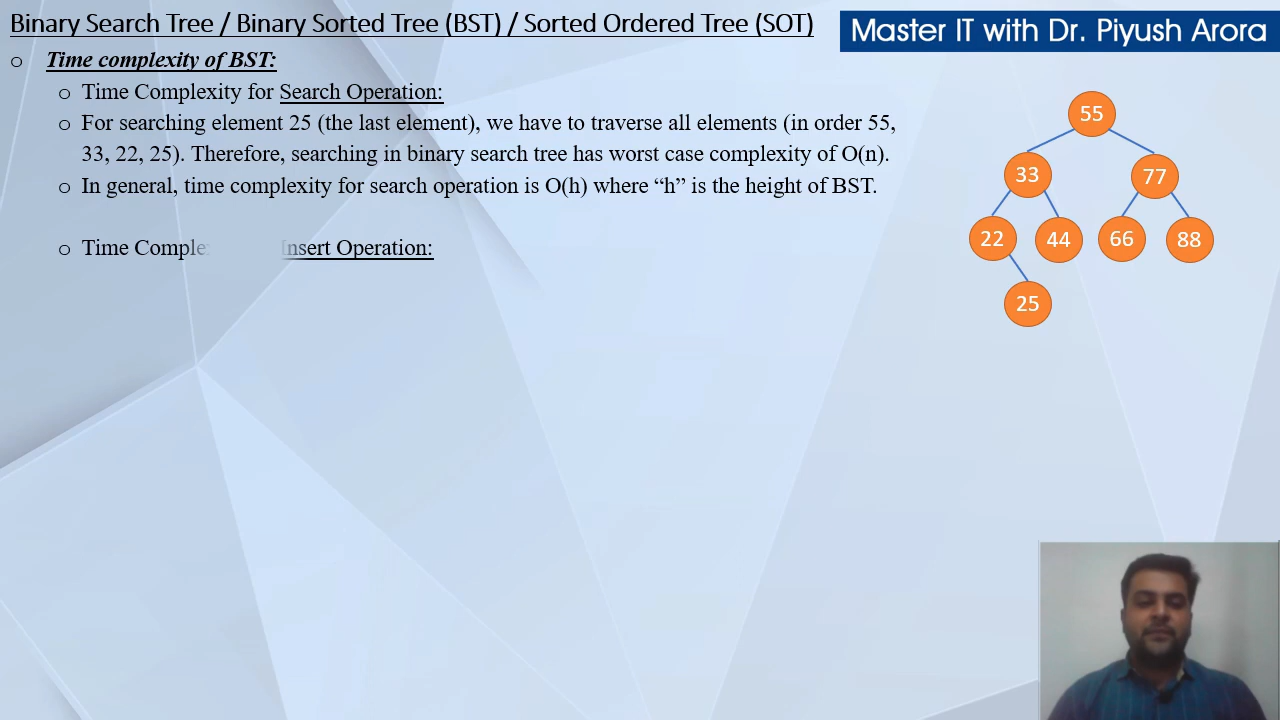 Binary Search Tree / Binary Sorted Tree (BST) / Sorted Ordered Tree (SOT)
Master IT with Dr. Piyush Arora
o Time complexity of BST:
o Time Complexity for Search Operation:
o For searching element 25 (the last element), we have to traverse all elements (in order 55,
33, 22, 25). Therefore, searching in binary search tree has worst case complexity of O(n).
o In general, time complexity for search operation is O(h) where “h” is the height of BST.
o Time Insert Operation:
55
33 77
22 44 66 88
25